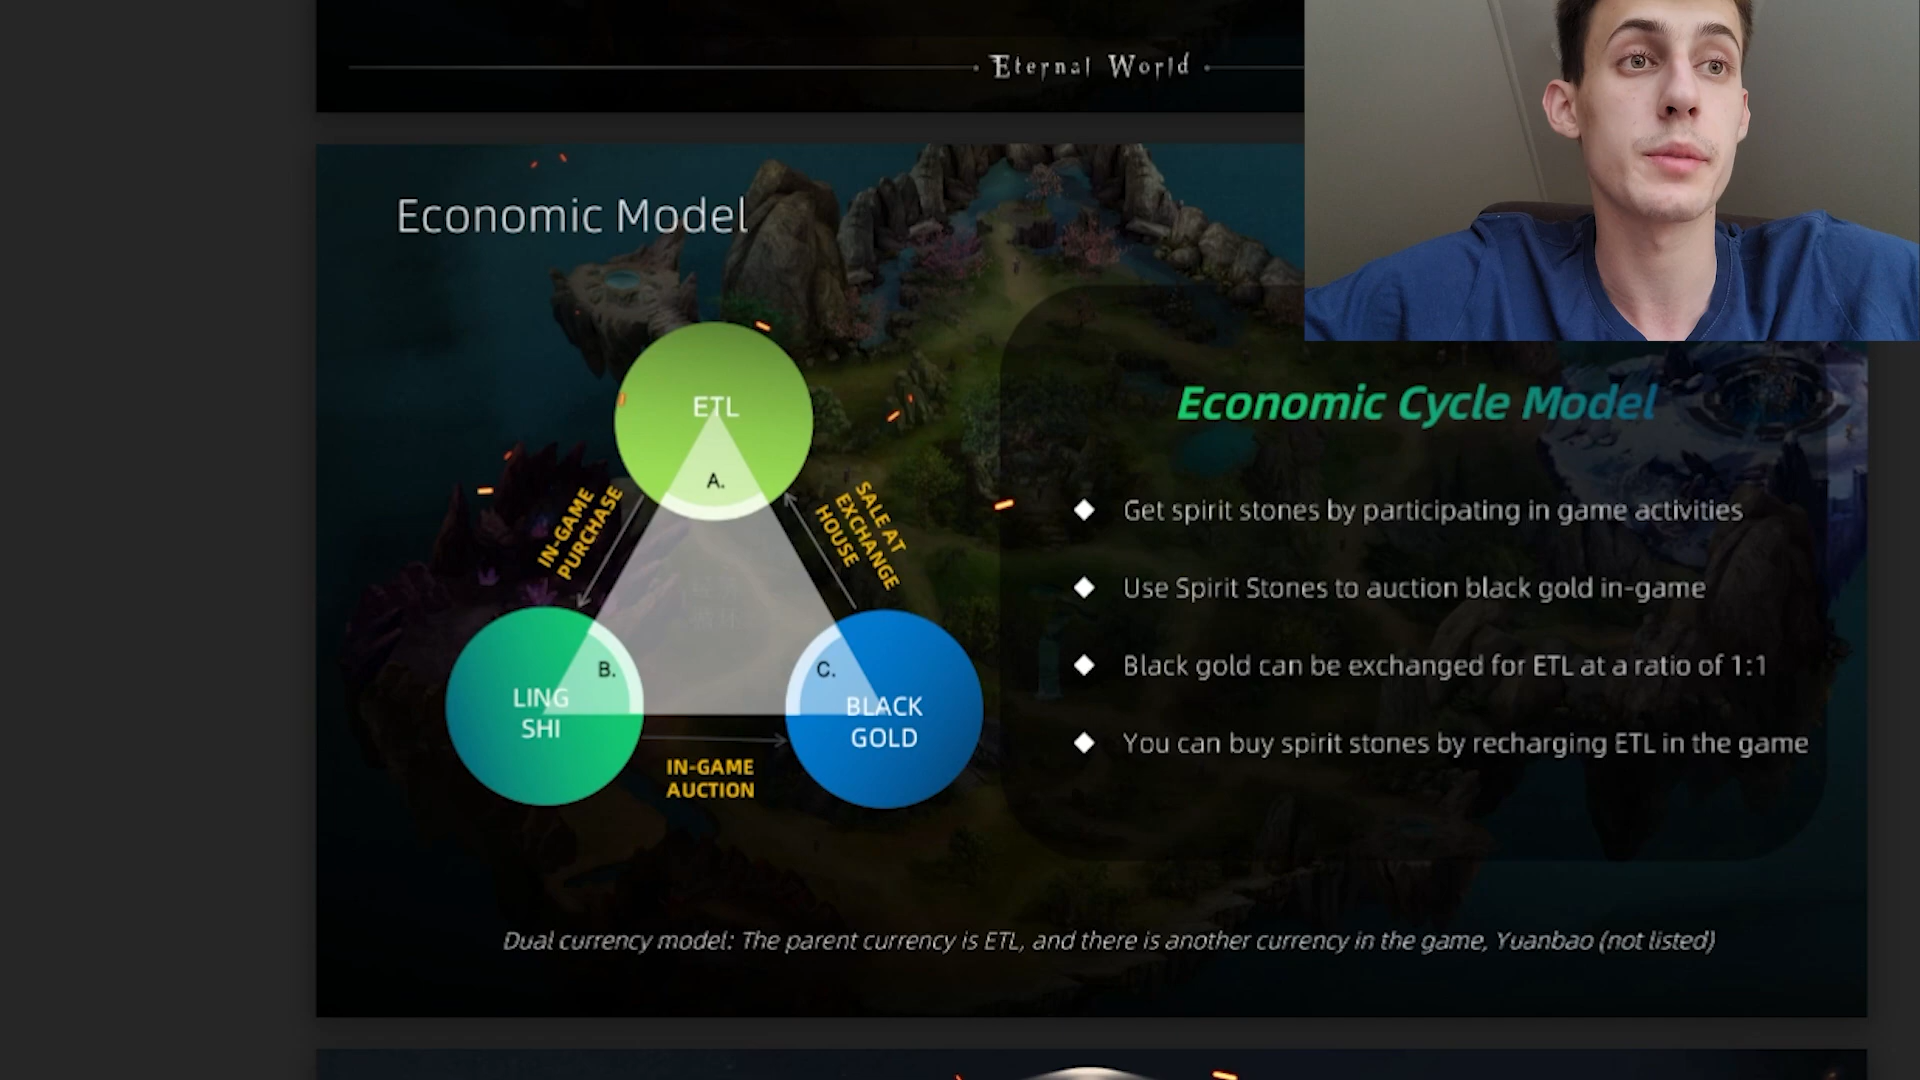 Eternal World
Economic Model
ETL
A.
IN-GAME
PURCHASE
SALE AT
EXCHANGE
HOUSE
B.
LING
SHI
C.
BLACK
GOLD
IN-GAME
AUCTION
Economic Cycle Model
Get spirit stones by participating in game activities
Use Spirit Stones to auction black gold in-game
Black gold can be exchanged for ETL at a ratio of 1:1
You can buy spirit stones by recharging ETL in the game
Dual currency model: The parent currency is ETL, and there is another currency in the game, Yuanbao (not listed)